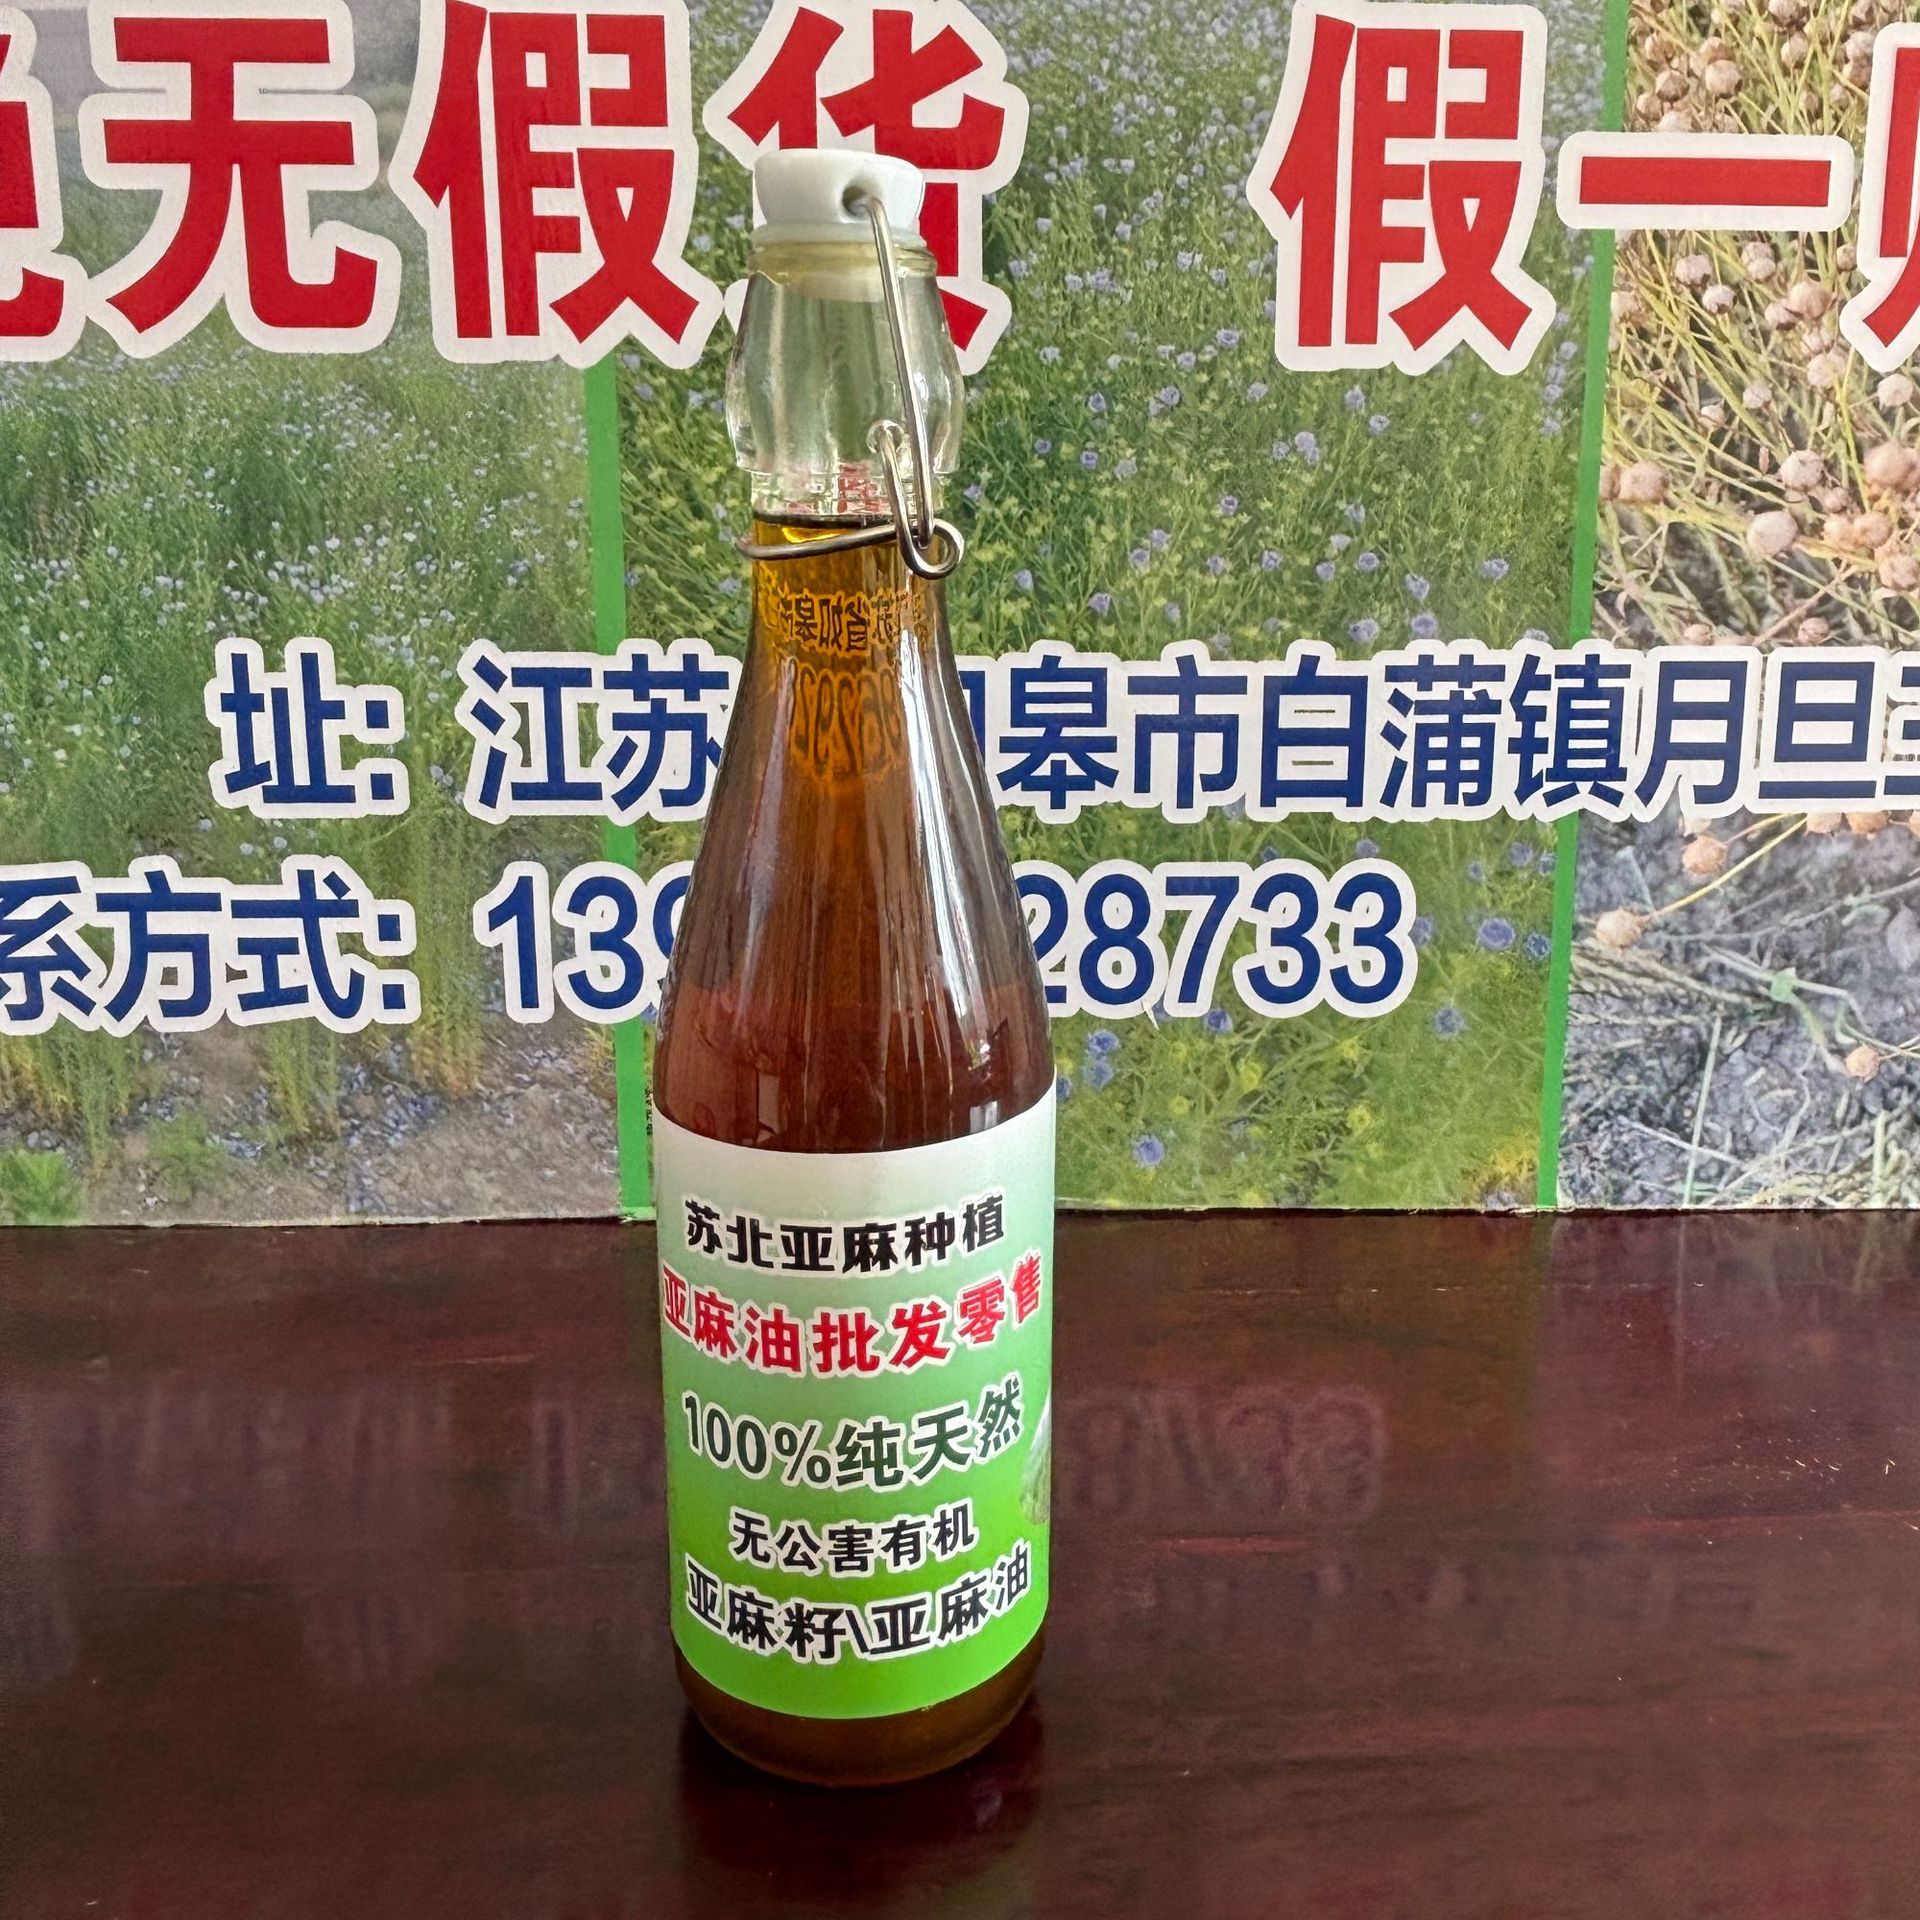 无假货 假一
址: 江苏 皋市白蒲镇月旦
系方式: 139 28733
苏北亚麻种植
亚麻油批发零售
100%纯天然
无公害有机
亚麻籽\亚麻油